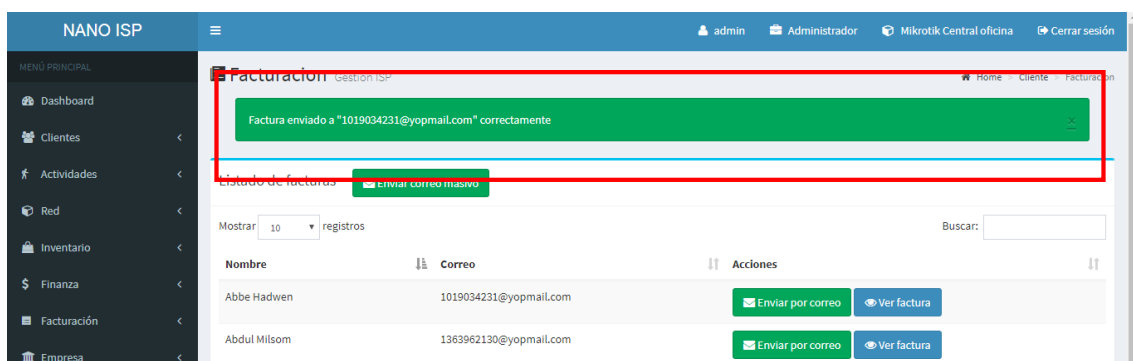 NANO ISP
admin Administrador Mikrotik Central oficina Cerrar sesión
MENÚ PRINCIPAL
Facturación Gestión ISP
Home > Cliente > Facturacion
Dashboard
Factura enviado a "1019034231@yopmail.com" correctamente ×
Clientes
Actividades
Listado de facturas Enviar correo masivo
Red
Mostrar 10 registros Buscar:
Inventario
Nombre Correo Acciones
Finanza
Abbe Hadwen 1019034231@yopmail.com Enviar por correo Ver factura
Facturación
Abdul Milsom 1363962130@yopmail.com Enviar por correo Ver factura
Empresa